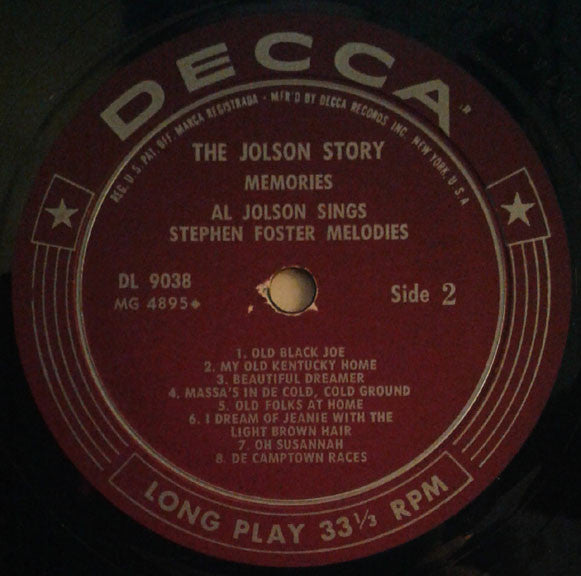 DECCA
REG. U.S. PAT. OFF. MARCA REGISTRADA · MFR'D BY DECCA RECORDS INC., NEW YORK, U.S.A.
THE JOLSON STORY
MEMORIES
AL JOLSON SINGS
STEPHEN FOSTER MELODIES
DL 9038
MG 4895
Side 2
1. OLD BLACK JOE
2. MY OLD KENTUCKY HOME
3. BEAUTIFUL DREAMER
4. MASSA'S IN DE COLD, COLD GROUND
5. OLD FOLKS AT HOME
6. I DREAM OF JEANIE WITH THE
LIGHT BROWN HAIR
7. OH SUSANNAH
8. DE CAMPTOWN RACES
LONG PLAY 33⅓ RPM